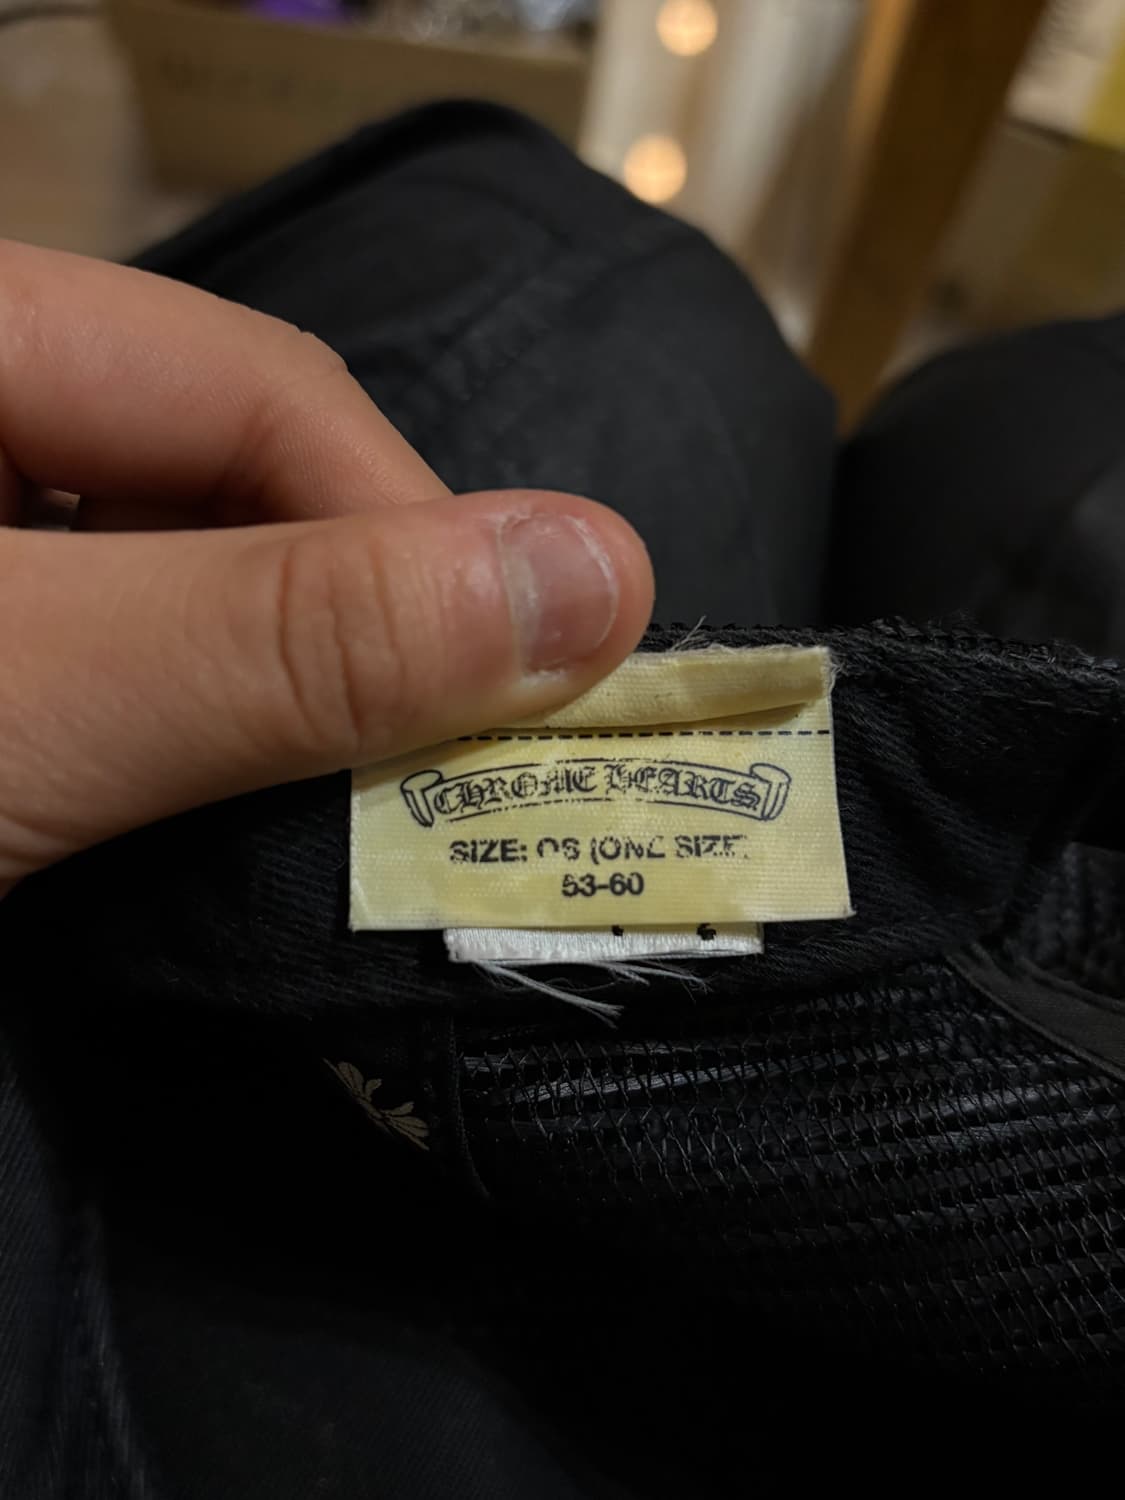 CHROME HEARTS
SIZE: OS (ONE SIZE)
53-60